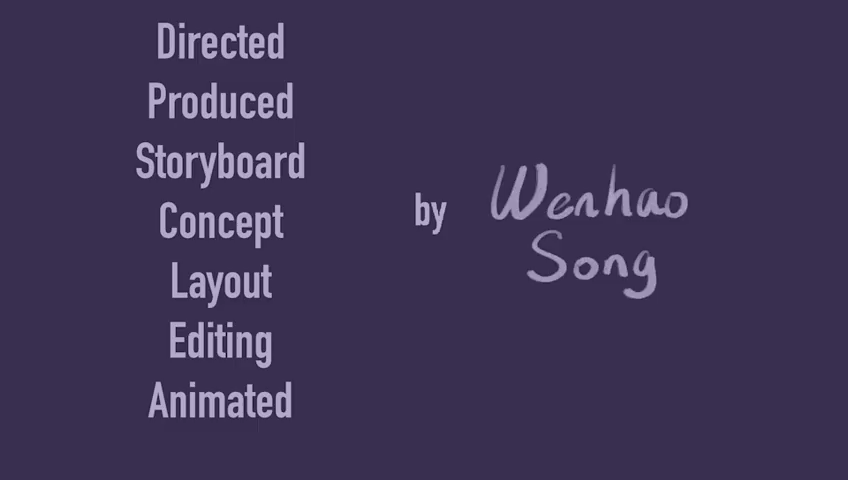 Directed
Produced
Storyboard
Concept
Layout
Editing
Animated
by
Wenhao
Song